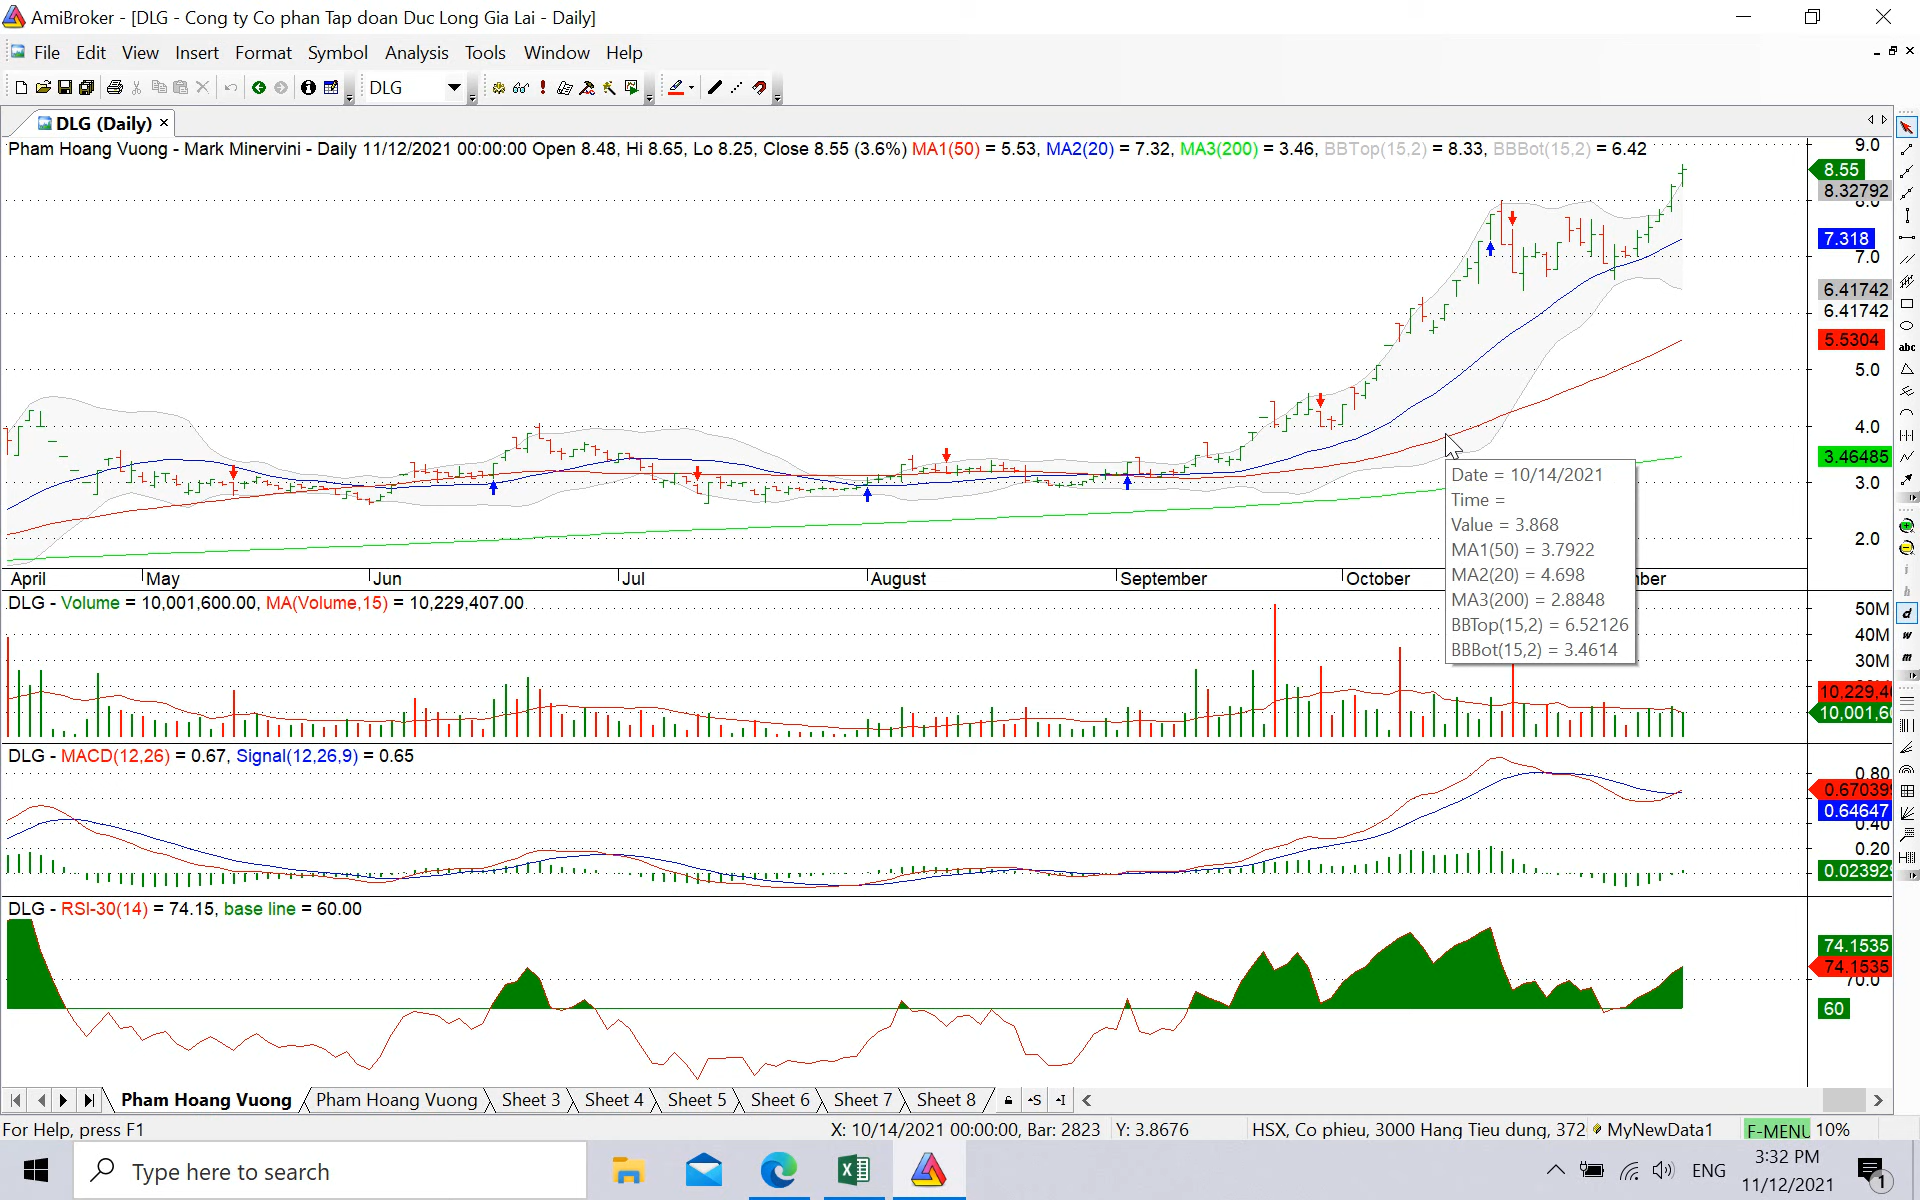 AmiBroker - [DLG - Cong ty Co phan Tap doan Duc Long Gia Lai - Daily]
File Edit View Insert Format Symbol Analysis Tools Window Help
DLG
DLG (Daily)
Pham Hoang Vuong - Mark Minervini - Daily 11/12/2021 00:00:00 Open 8.48, Hi 8.65, Lo 8.25, Close 8.55 (3.6%) MA1(50) = 5.53, MA2(20) = 7.32, MA3(200) = 3.46, BBTop(15,2) = 8.33, BBBot(15,2) = 6.42
9.0
8.55
8.32792
8.0
7.318
7.0
6.41742
6.41742
5.5304
5.0
4.0
3.46485
3.0
2.0
abc
Date = 10/14/2021
Time =
Value = 3.868
MA1(50) = 3.7922
MA2(20) = 4.698
MA3(200) = 2.8848
BBTop(15,2) = 6.52126
BBBot(15,2) = 3.4614
April May Jun Jul August September October mber
DLG - Volume = 10,001,600.00, MA(Volume,15) = 10,229,407.00
50M
40M
30M
10,229,4
10,001,6
i
h
d
w
m
DLG - MACD(12,26) = 0.67, Signal(12,26,9) = 0.65
0.80
0.67039
0.64647
0.40
0.20
0.02392
DLG - RSI-30(14) = 74.15, base line = 60.00
74.1535
74.1535
70.0
60
Pham Hoang Vuong Pham Hoang Vuong Sheet 3 Sheet 4 Sheet 5 Sheet 6 Sheet 7 Sheet 8 S I
For Help, press F1 X: 10/14/2021 00:00:00, Bar: 2823 Y: 3.8676 HSX, Co phieu, 3000 Hang Tieu dung, 372 MyNewData1 F-MENU 10%
Type here to search
ENG
3:32 PM
11/12/2021
1